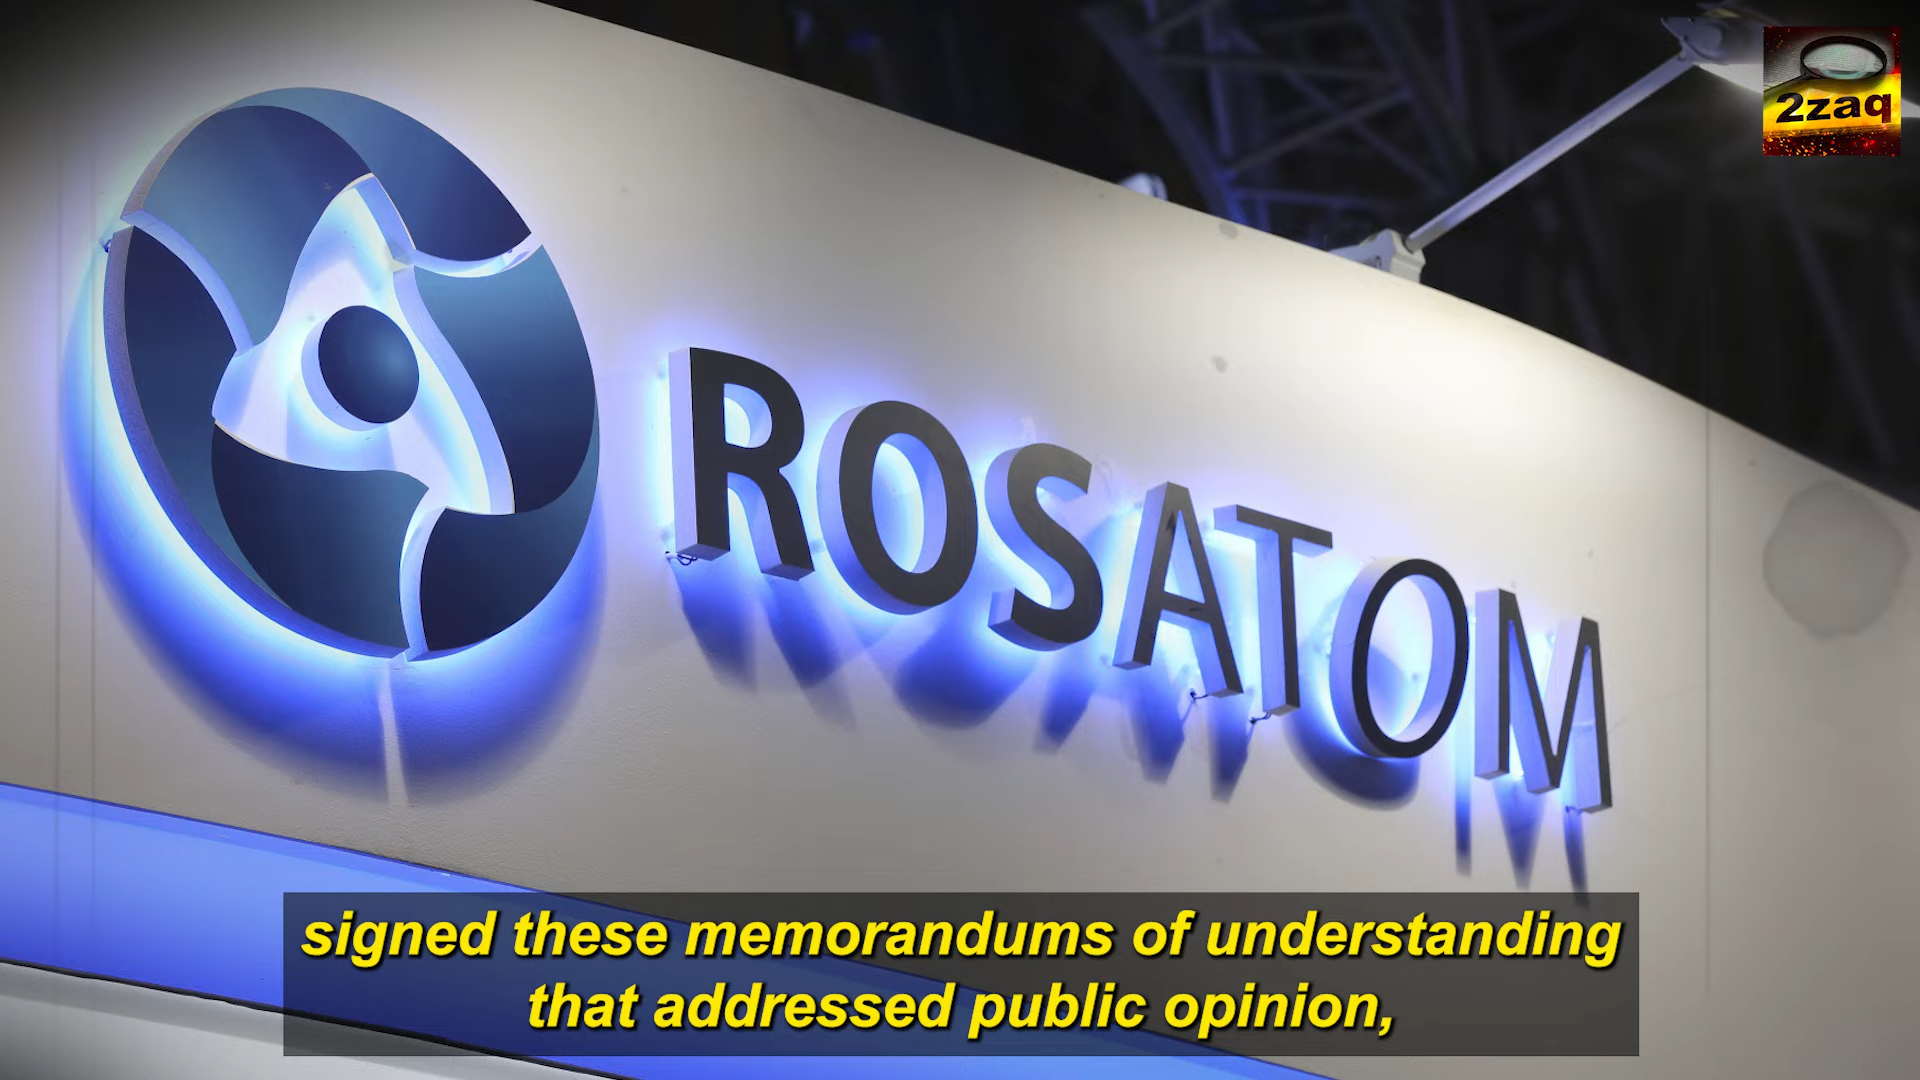 2zaq
ROSATOM
signed these memorandums of understanding
that addressed public opinion,